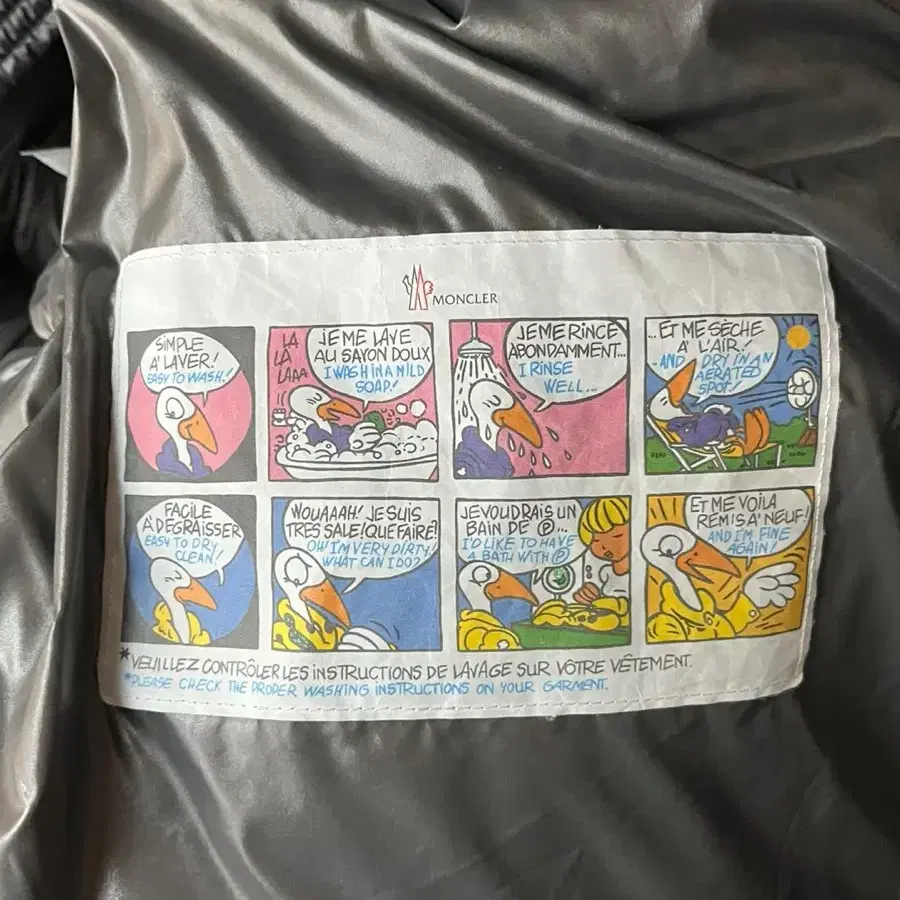 MONCLER
SIMPLE
A' LAVER!
EASY TO WASH!
LA
LA
LAAA
JE ME LAVE
AU SAVON DOUX
I WASH IN A MILD
SOAP!
JE ME RINCE
ABONDAMMENT...
I RINSE
WELL...
...ET ME SÈCHE
A' L'AIR!
AND DRY IN AN
AERATED
SPOT!
FACILE
A' DÉGRAISSER
EASY TO DRY
CLEAN!
WOUAAAH! JE SUIS
TRES SALE! QUE FAIRE?
OH! I'M VERY DIRTY!
WHAT CAN I DO?
JE VOUDRAIS UN
BAIN DE Ⓟ...
I'D LIKE TO HAVE
A BATH WITH Ⓟ
ET ME VOILA
REMIS A' NEUF!
AND I'M FINE
AGAIN!
*VEUILLEZ CONTRÔLER LES INSTRUCTIONS DE LAVAGE SUR VÔTRE VÊTEMENT.
*PLEASE CHECK THE PROPER WASHING INSTRUCTIONS ON YOUR GARMENT.